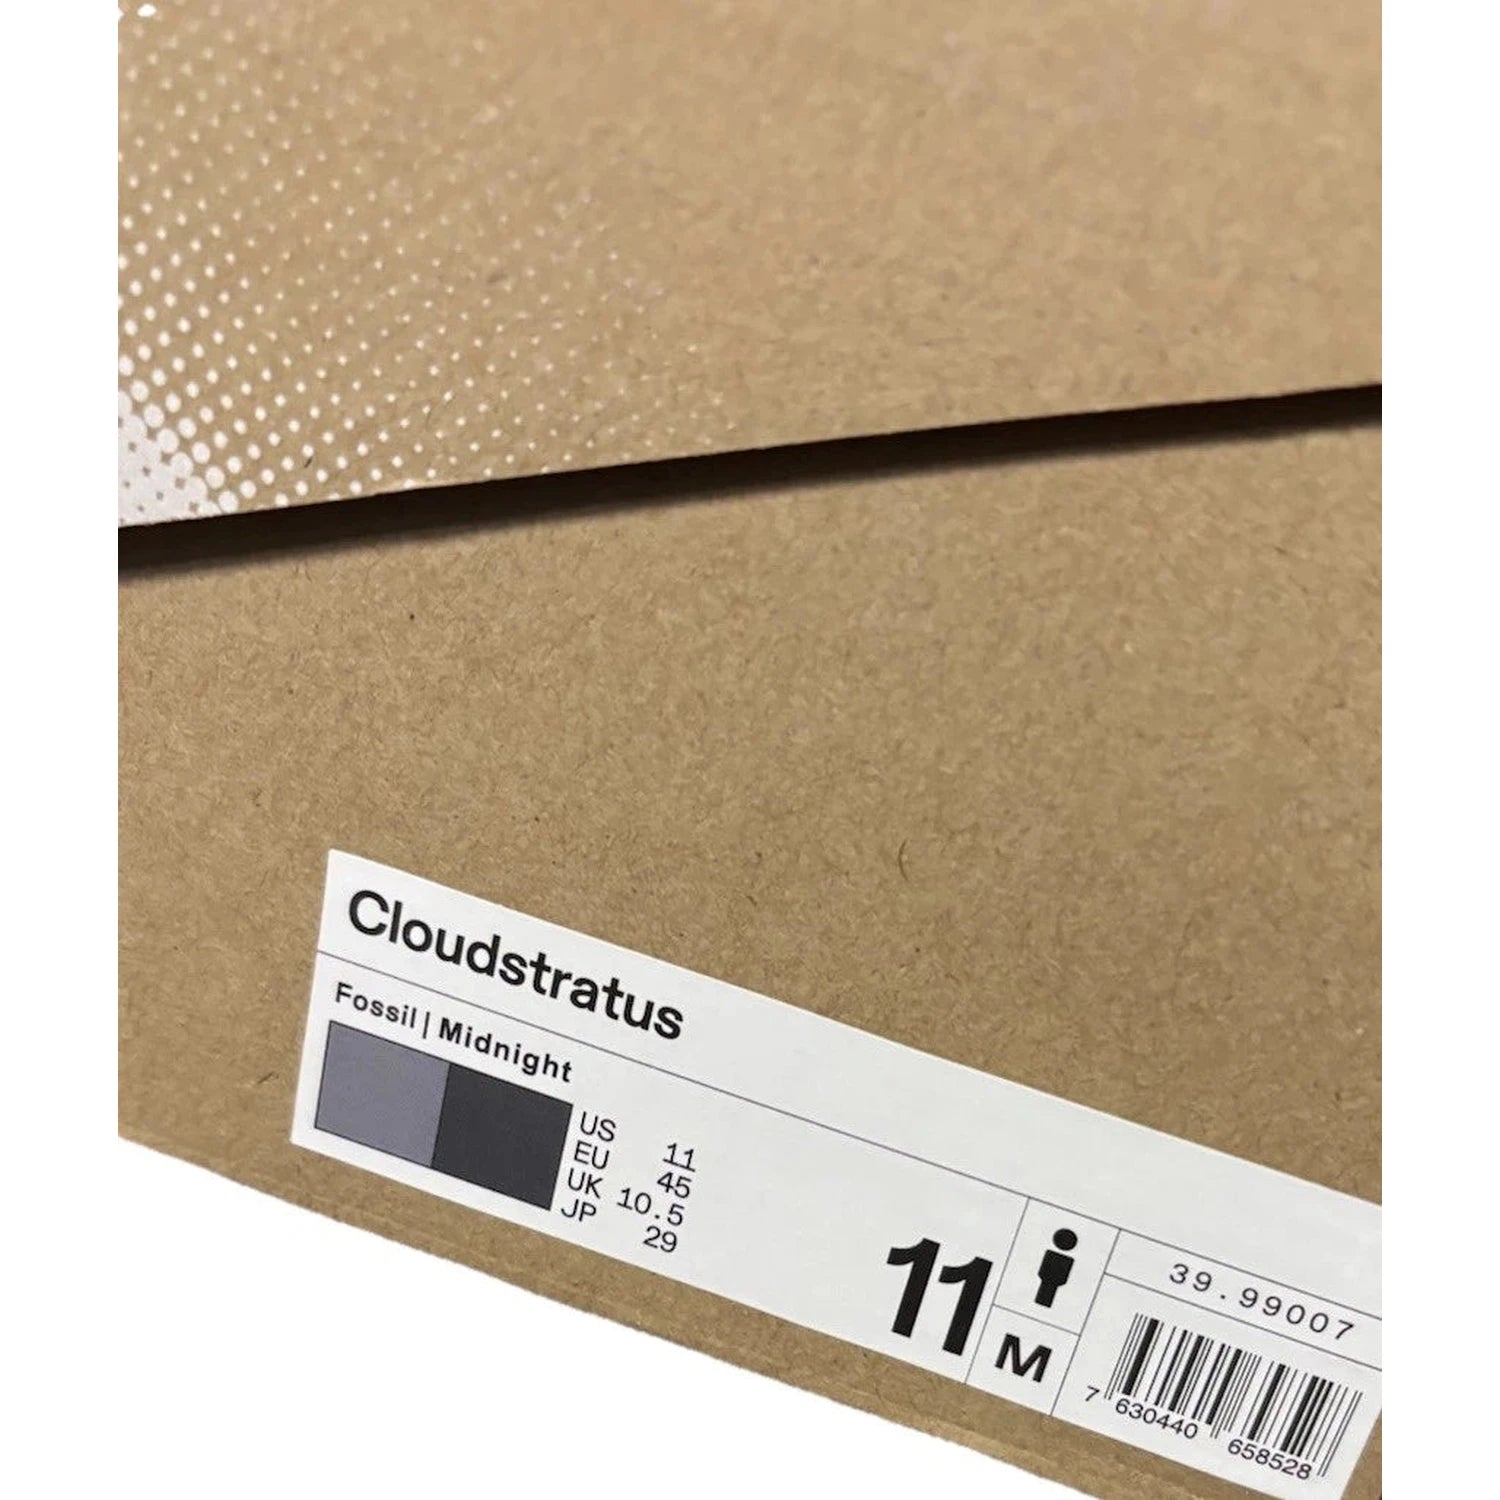 Cloudstratus
Fossil | Midnight
US 11
EU 45
UK 10.5
JP 29
11
M
39.99007
7 630440 658528